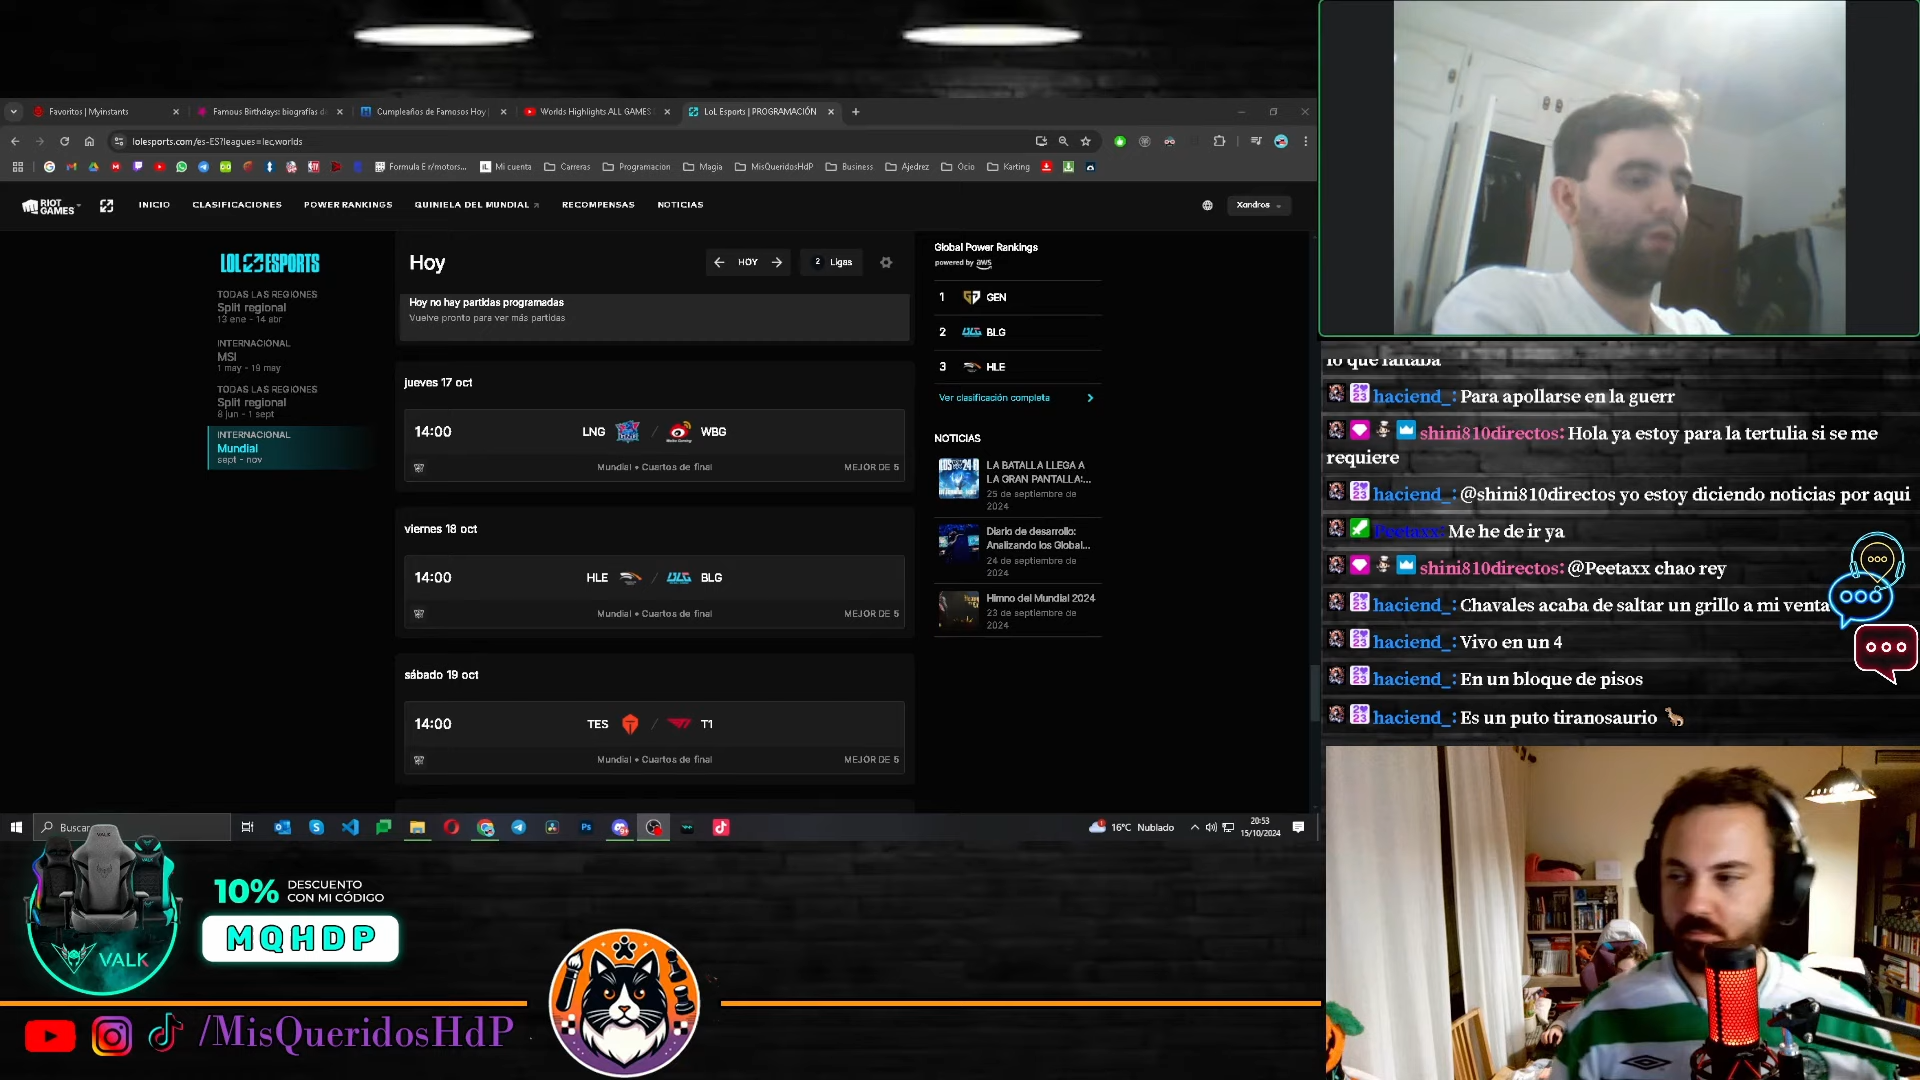 Favoritos | Myinstants
Famous Birthdays: biografías d
Cumpleaños de Famosos Hoy |
Worlds Highlights ALL GAMES
LoL Esports | PROGRAMACIÓN
lolesports.com/es-ES?leagues=lec,worlds
Formula E r/motors...
Mi cuenta
Carreras
Programacion
Magia
MisQueridosHdP
Business
Ajedrez
Ocio
Karting
RIOT GAMES
INICIO
CLASIFICACIONES
POWER RANKINGS
QUINIELA DEL MUNDIAL
RECOMPENSAS
NOTICIAS
Xandros
LOL ESPORTS
TODAS LAS REGIONES
Split regional
13 ene - 14 abr
INTERNACIONAL
MSI
1 may - 19 may
TODAS LAS REGIONES
Split regional
8 jun - 1 sept
INTERNACIONAL
Mundial
sept - nov
Hoy
HOY
2 Ligas
Hoy no hay partidas programadas
Vuelve pronto para ver más partidas
jueves 17 oct
14:00 LNG / WBG
Mundial • Cuartos de final MEJOR DE 5
viernes 18 oct
14:00 HLE / BLG
Mundial • Cuartos de final MEJOR DE 5
sábado 19 oct
14:00 TES / T1
Mundial • Cuartos de final MEJOR DE 5
Global Power Rankings
powered by aws
1 GEN
2 BLG
3 HLE
Ver clasificación completa
NOTICIAS
LA BATALLA LLEGA A
LA GRAN PANTALLA:...
25 de septiembre de
2024
Diario de desarrollo:
Analizando los Global...
24 de septiembre de
2024
Himno del Mundial 2024
23 de septiembre de
2024
Buscar
16°C Nublado
20:53
15/10/2024
lo que faltaba
haciend_: Para apollarse en la guerr
shini810directos: Hola ya estoy para la tertulia si se me
requiere
haciend_: @shini810directos yo estoy diciendo noticias por aqui
Peetaxx: Me he de ir ya
shini810directos: @Peetaxx chao rey
haciend_: Chavales acaba de saltar un grillo a mi venta
haciend_: Vivo en un 4
haciend_: En un bloque de pisos
haciend_: Es un puto tiranosaurio
VALK
VALK
10% DESCUENTO
CON MI CÓDIGO
MQHDP
/MisQueridosHdP